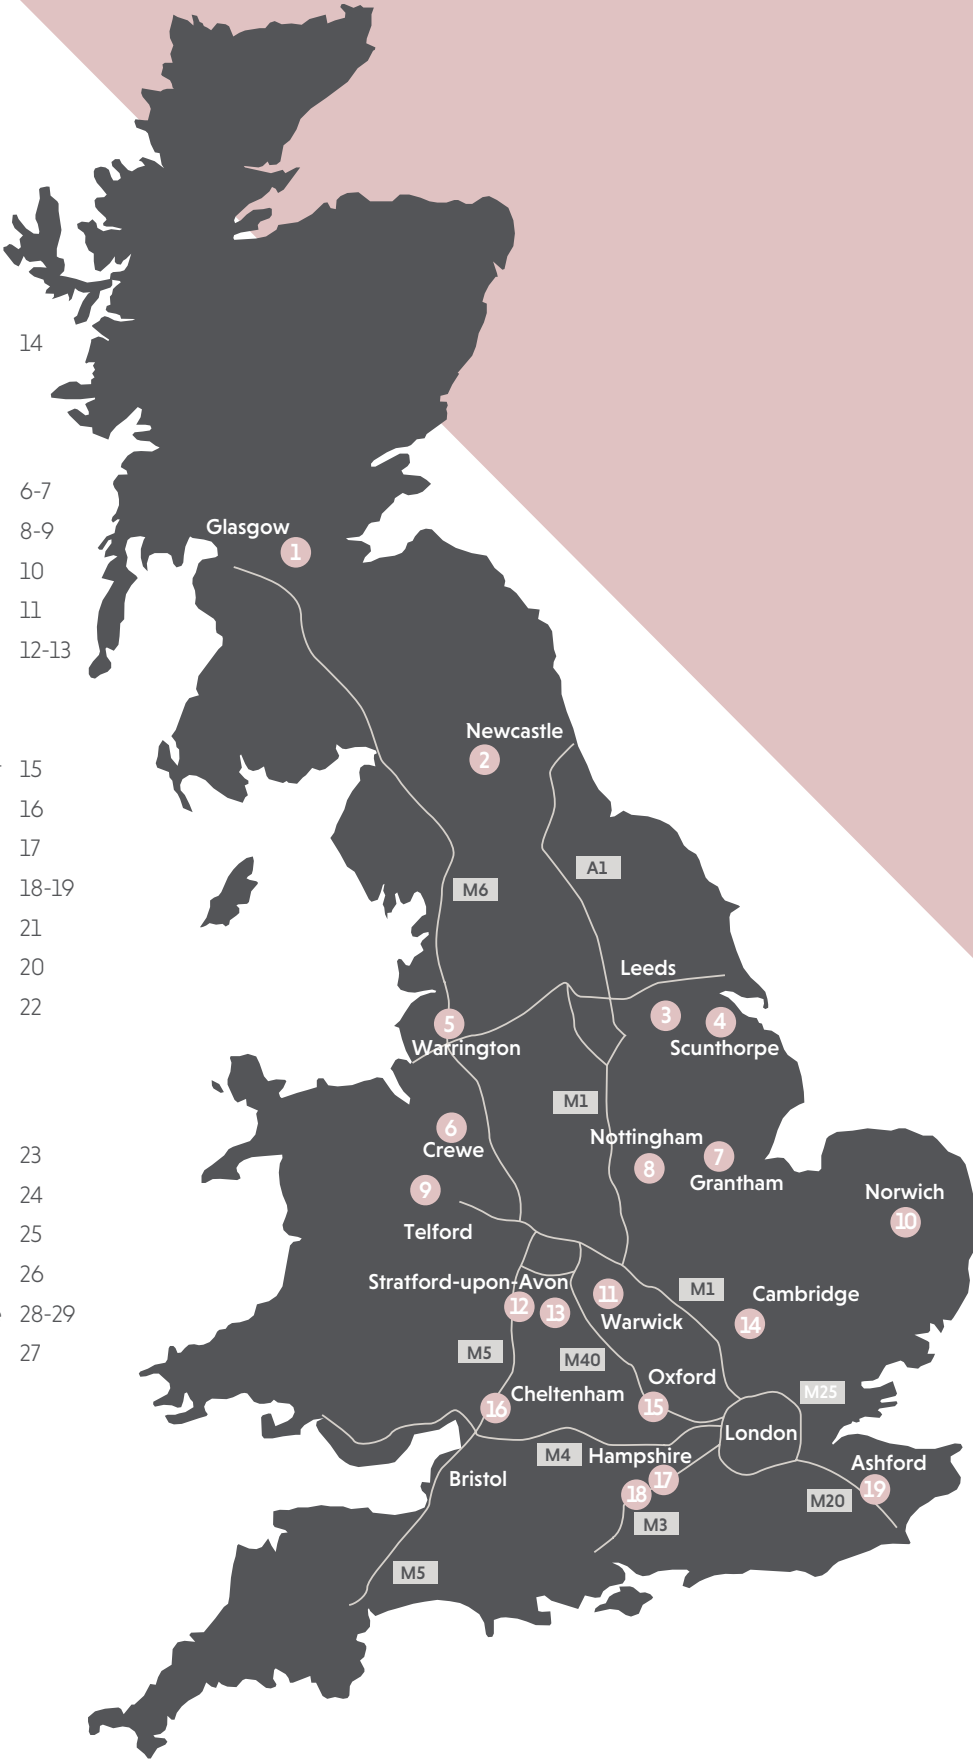 14
6-7
8-9
10
11
12-13
15
16
17
18-19
21
20
22
23
24
25
26
28-29
27
Glasgow
1
Newcastle
2
A1
M6
Leeds
3
4
5
Warrington
Scunthorpe
M1
6
Crewe
Nottingham
7
8
Grantham
9
Norwich
10
Telford
Stratford-upon-Avon
M1
Cambridge
11
12
13
Warwick
14
M5
M40
Oxford
Cheltenham
M25
16
15
London
M4
Hampshire
Ashford
Bristol
17
18
19
M20
M3
M5